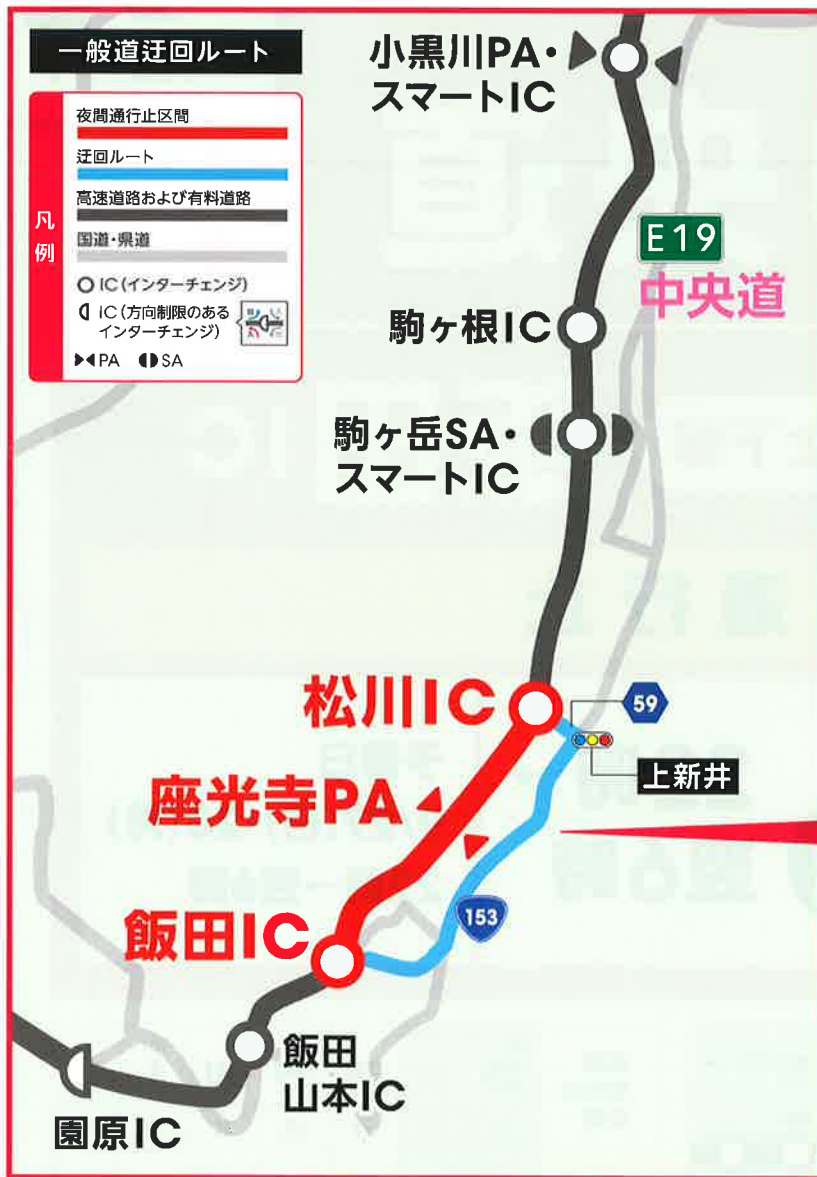 一般道迂回ルート
凡例
夜間通行止区間
迂回ルート
高速道路および有料道路
国道・県道
IC(インターチェンジ)
IC(方向制限のある
インターチェンジ)
PA
SA
小黒川PA・
スマートIC
E19
中央道
駒ヶ根IC
駒ヶ岳SA・
スマートIC
松川IC
59
上新井
座光寺PA
153
飯田IC
飯田
山本IC
園原IC